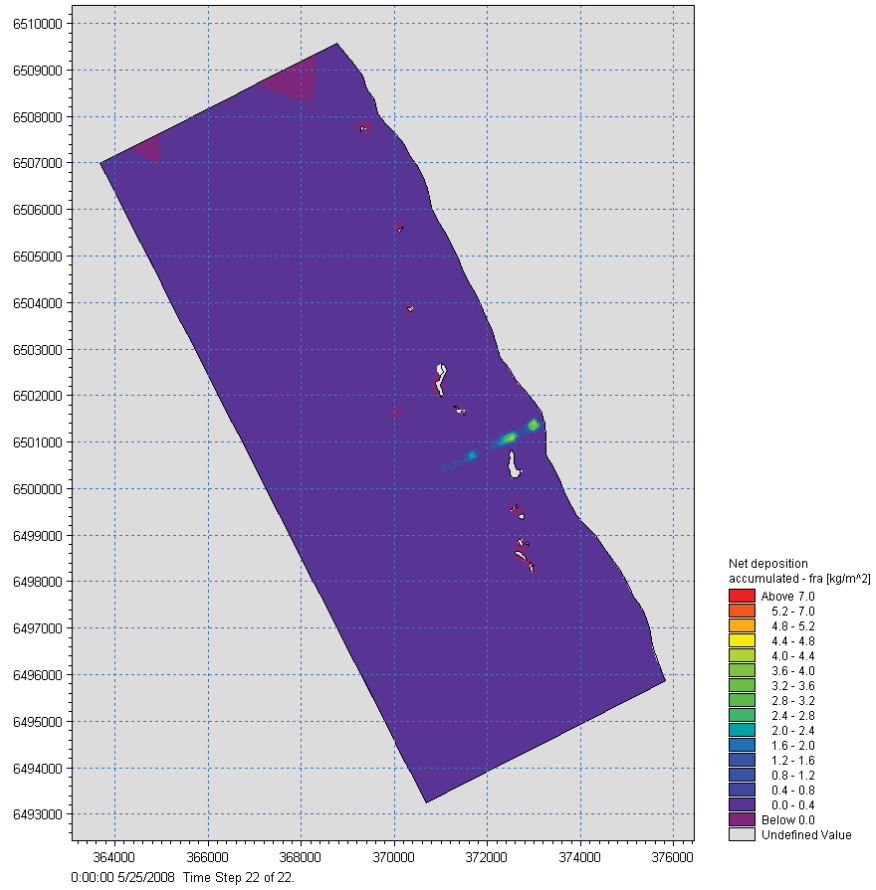 6510000
6509000
6508000
6507000
6506000
6505000
6504000
6503000
6502000
6501000
6500000
6499000
6498000
6497000
6496000
6495000
6494000
6493000
364000 366000 368000 370000 372000 374000 376000
0:00:00 5/25/2008 Time Step 22 of 22.
Net deposition
accumulated - fra [kg/m^2]
Above 7.0
5.2 - 7.0
4.8 - 5.2
4.4 - 4.8
4.0 - 4.4
3.6 - 4.0
3.2 - 3.6
2.8 - 3.2
2.4 - 2.8
2.0 - 2.4
1.6 - 2.0
1.2 - 1.6
0.8 - 1.2
0.4 - 0.8
0.0 - 0.4
Below 0.0
Undefined Value